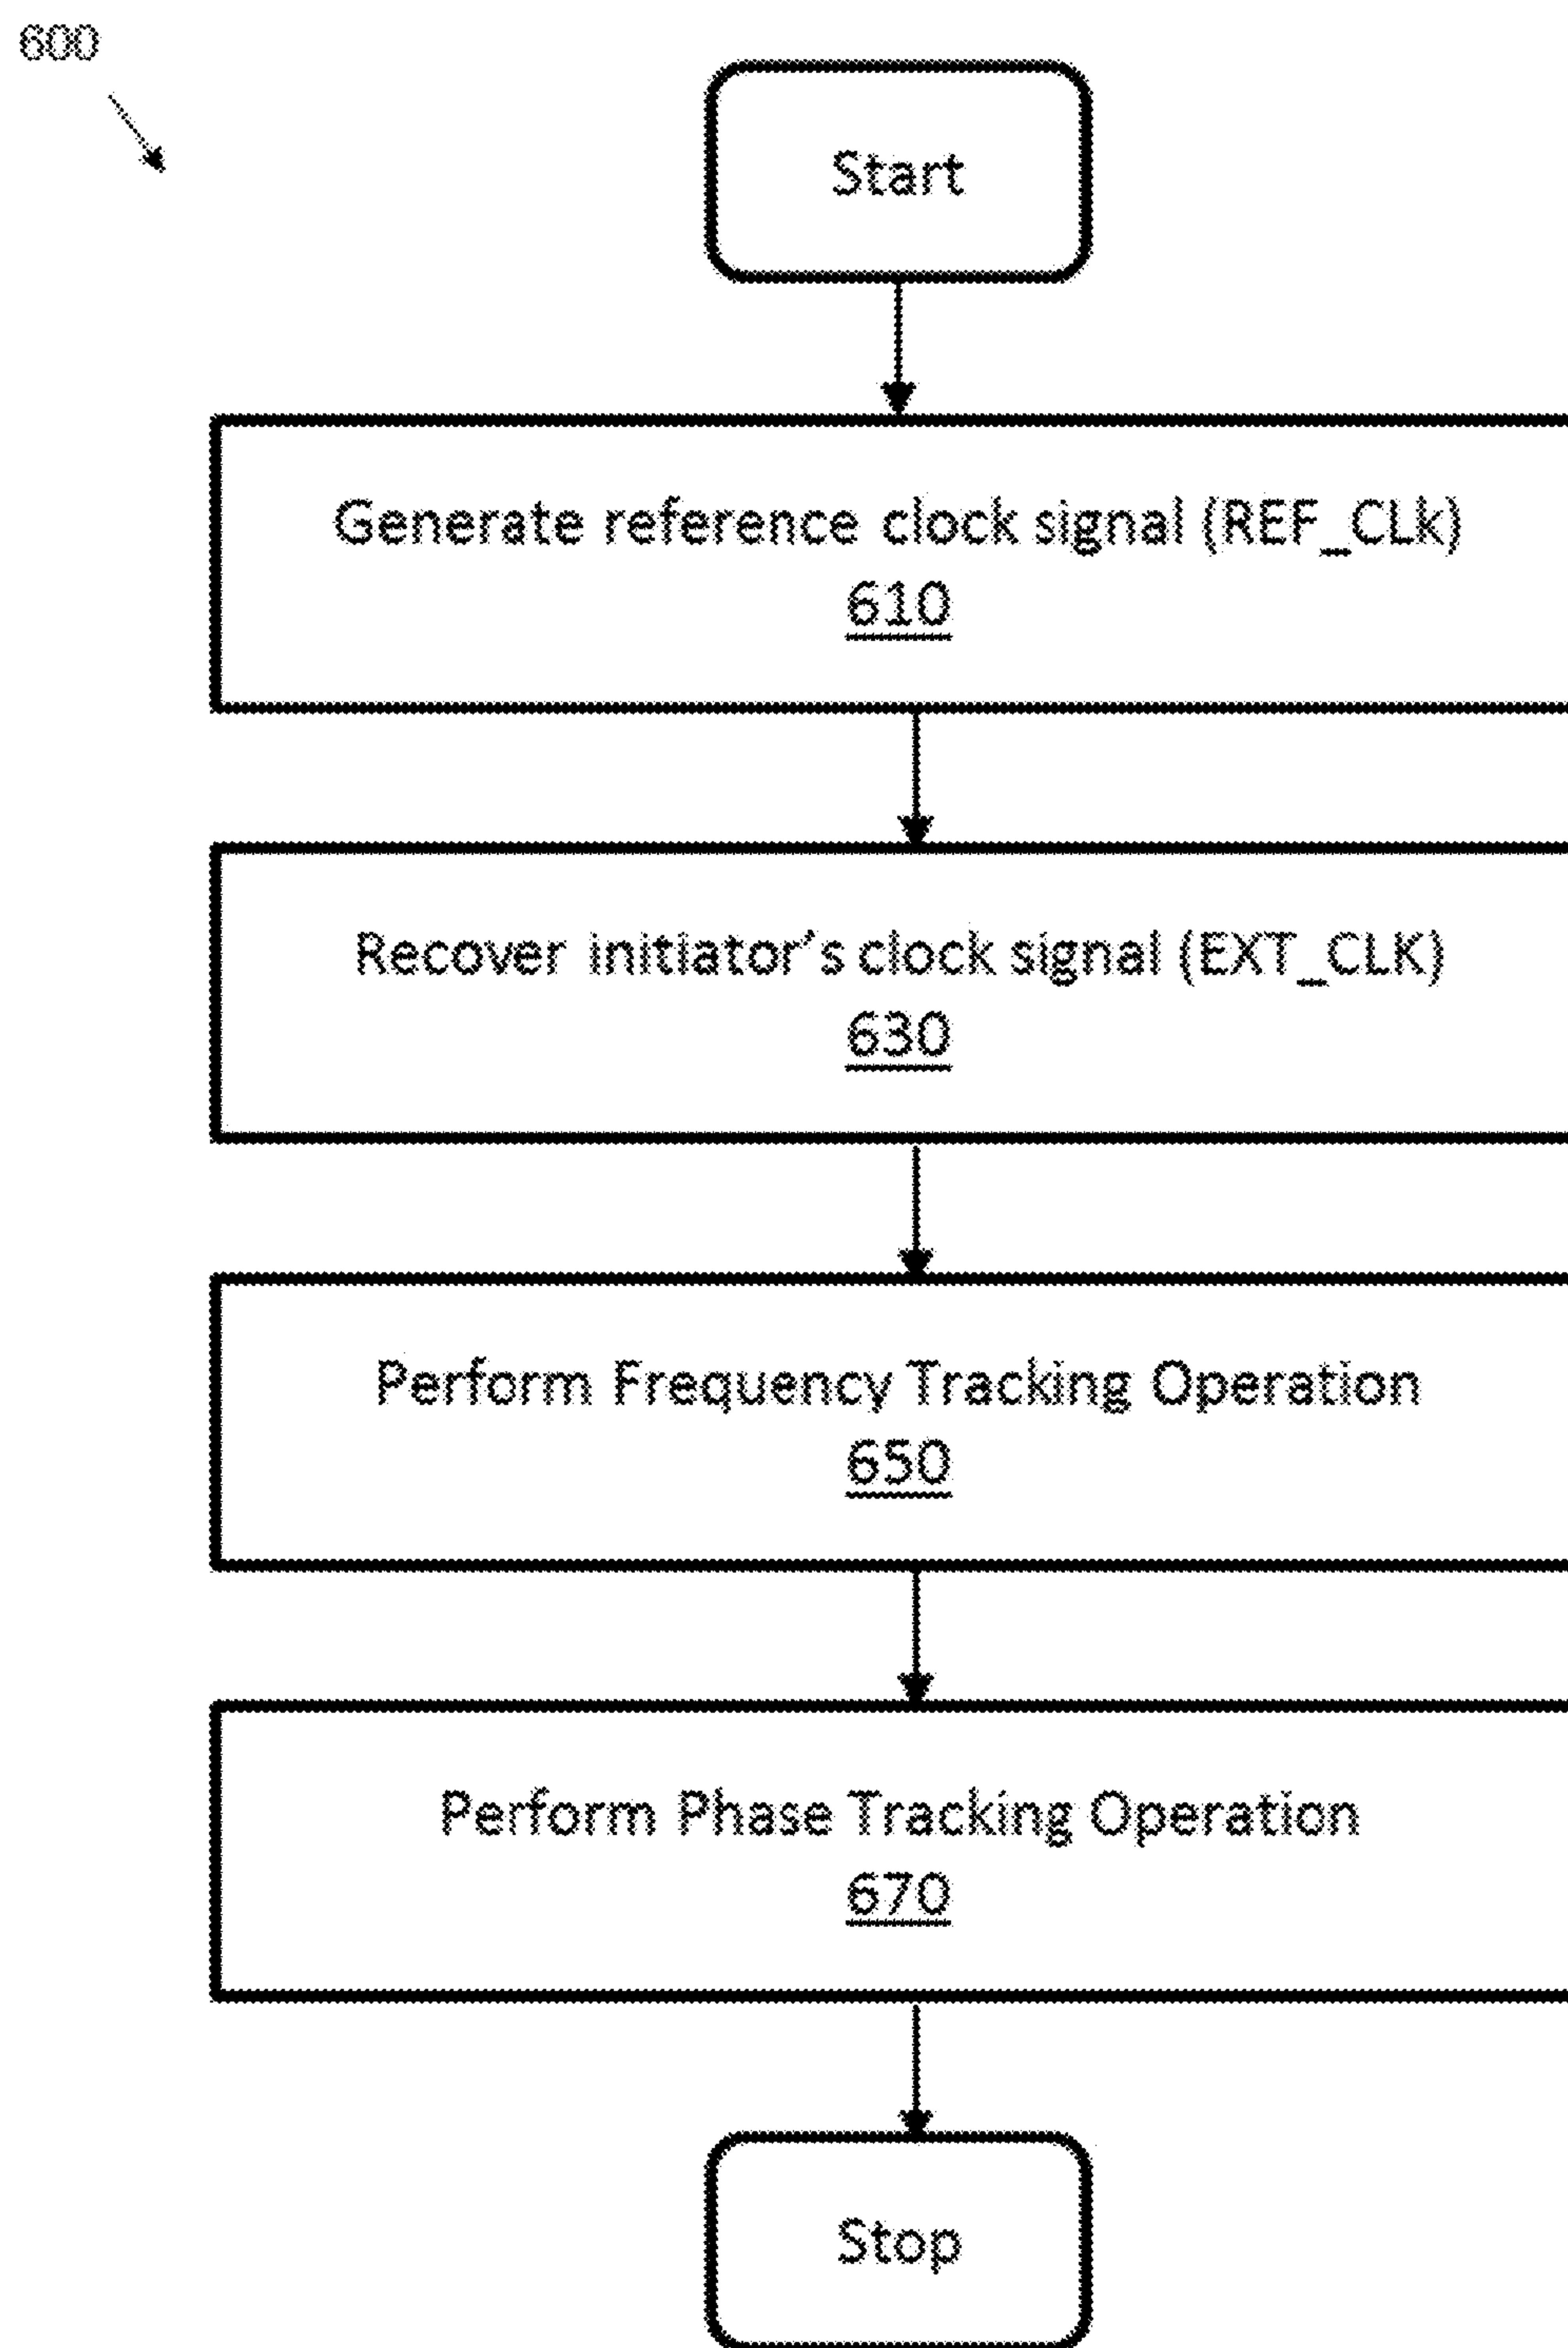 600
Start
Generate reference clock signal (REF_CLk)
610
Recover initiator's clock signal (EXT_CLK)
630
Perform Frequency Tracking Operation
650
Perform Phase Tracking Operation
670
Stop